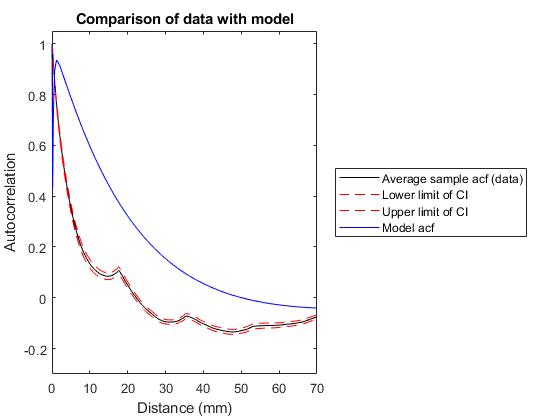 Comparison of data with model
1
0.8
0.6
0.4
0.2
0
-0.2
Autocorrelation
0 10 20 30 40 50 60 70
Distance (mm)
Average sample acf (data)
Lower limit of CI
Upper limit of CI
Model acf